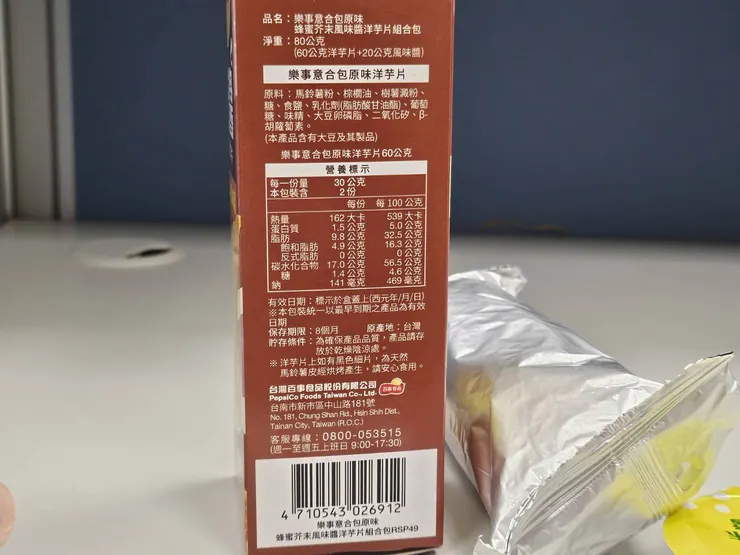 品名：樂事意合包原味
蜂蜜芥末風味醬洋芋片組合包
淨重：80公克
(60公克洋芋片+20公克風味醬)
樂事意合包原味洋芋片
原料：馬鈴薯粉、棕櫚油、樹薯澱粉、
糖、食鹽、乳化劑(脂肪酸甘油酯)、葡萄
糖、味精、大豆卵磷脂、二氧化矽、β-
胡蘿蔔素。
(本產品含有大豆及其製品)
樂事意合包原味洋芋片60公克
營養標示
每一份量 30公克
本包裝含 2份
每份 每100公克
熱量 162大卡 539大卡
蛋白質 1.5公克 5.0公克
脂肪 9.8公克 32.5公克
飽和脂肪 4.9公克 16.3公克
反式脂肪 0公克 0公克
碳水化合物 17.0公克 56.5公克
糖 1.4公克 4.6公克
鈉 141毫克 469毫克
有效日期：標示於盒蓋上(西元年/月/日)
※本包裝統一以最早到期之產品為有效
日期
保存期限：8個月 原產地：台灣
貯存條件：為確保產品品質，產品請存
放於乾燥陰涼處。
※洋芋片上如有黑色細片，為天然
馬鈴薯皮經烘烤產生，請安心食用。
台灣百事食品股份有限公司
PepsiCo Foods Taiwan Co., Ltd.
百事食品
台南市新市區中山路181號
No. 181, Chung Shan Rd., Hsin Shih Dist.,
Tainan City, Taiwan (R.O.C.)
客服專線：0800-053515
(週一至週五上班日 9:00-17:30)
4 710543 026912
樂事意合包原味
蜂蜜芥末風味醬洋芋片組合包RSP49